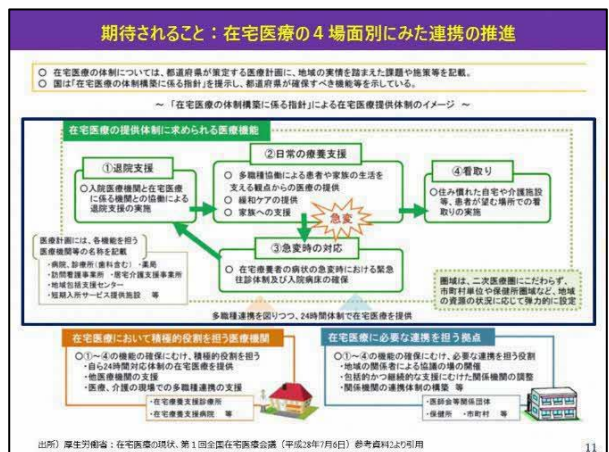 期待されること：在宅医療の４場面別にみた連携の推進
○ 在宅医療の体制については、都道府県が策定する医療計画に、地域の実情を踏まえた課題や施策等を記載。
○ 国は「在宅医療の体制構築に係る指針」を提示し、都道府県が確保すべき機能等を示している。
～ 「在宅医療の体制構築に係る指針」による在宅医療提供体制のイメージ ～
在宅医療の提供体制に求められる医療機能
①退院支援
○入院医療機関と在宅医療
に係る機関との協働による
退院支援の実施
②日常の療養支援
○ 多職種協働による患者や家族の生活を
支える観点からの医療の提供
○ 緩和ケアの提供
○ 家族への支援
急変
④看取り
○住み慣れた自宅や介護施設
等、患者が望む場所での看
取りの実施
③急変時の対応
○ 在宅療養者の病状の急変時における緊急
往診体制及び入院病床の確保
医療計画には、各機能を担う
医療機関等の名称を記載
・病院、診療所（歯科含む） ・薬局
・訪問看護事業所 ・居宅介護支援事業所
・地域包括支援センター
・短期入所サービス提供施設 等
圏域は、二次医療圏にこだわらず、
市町村単位や保健所圏域など、地域
の資源の状況に応じて弾力的に設定
多職種連携を図りつつ、24時間体制で在宅医療を提供
在宅医療において積極的役割を担う医療機関
○①～④の機能の確保にむけ、積極的役割を担う
・自ら24時間対応体制の在宅医療を提供
・他医療機関の支援
・医療、介護の現場での多職種連携の支援
・在宅療養支援診療所
・在宅療養支援病院 等
在宅医療に必要な連携を担う拠点
○①～④の機能の確保にむけ、必要な連携を担う役割
・地域の関係者による協議の場の開催
・包括的かつ継続的な支援にむけた関係機関の調整
・関係機関の連携体制の構築 等
・医師会等関係団体
・保健所 ・市町村 等
出所）厚生労働省：在宅医療の現状、第１回全国在宅医療会議（平成28年7月6日）参考資料2より引用
11